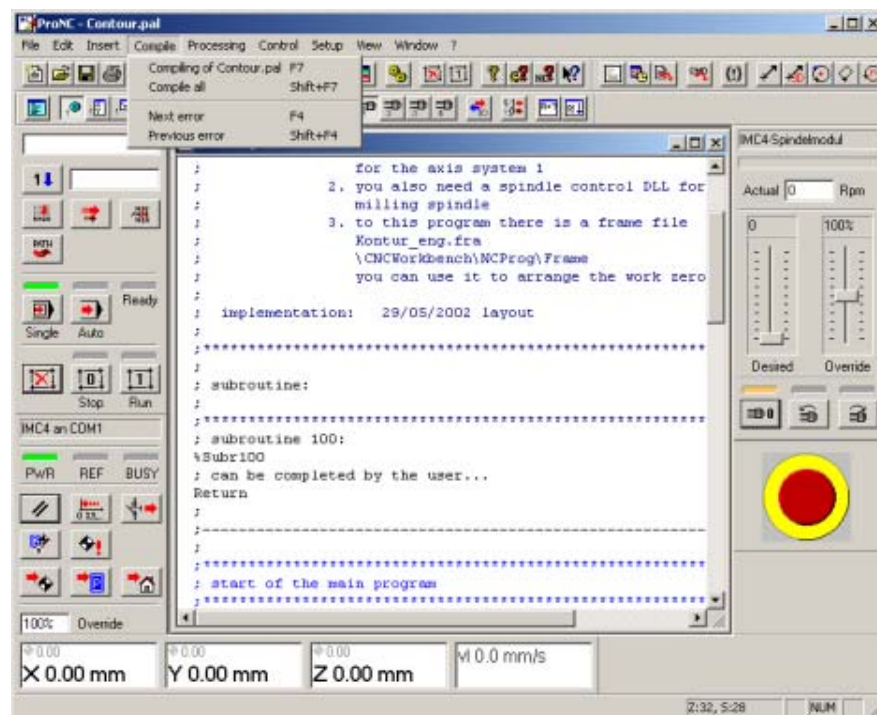 ProNC - Contour.pal
File Edit Insert Compile Processing Control Setup View Window ?
Compiling of Contour.pal F7
Compile all Shift+F7
Next error F4
Previous error Shift+F4
; for the axis system 1
; 2. you also need a spindle control DLL for
; milling spindle
; 3. to this program there is a frame file
; Kontur_eng.fra
; \CNCWorkbench\NCProg\Frame
; you can use it to arrange the work zero
;
; implementation: 29/05/2002 layout
;
;************************************************************
;
; subroutine:
;
;************************************************************
; subroutine 100:
%Subr100
; can be completed by the user...
Return
;
;------------------------------------------------------------
;
;************************************************************
; start of the main program
;************************************************************
PATH
Ready
Single Auto
Stop Run
IMC4 an COM1
PWR REF BUSY
100% Override
IMC4-Spindelmodul
Actual 0 Rpm
0 100%
Desired Override
0.00 0.00 0.00
X 0.00 mm Y 0.00 mm Z 0.00 mm vl 0.0 mm/s
Z:32, S:28 NUM